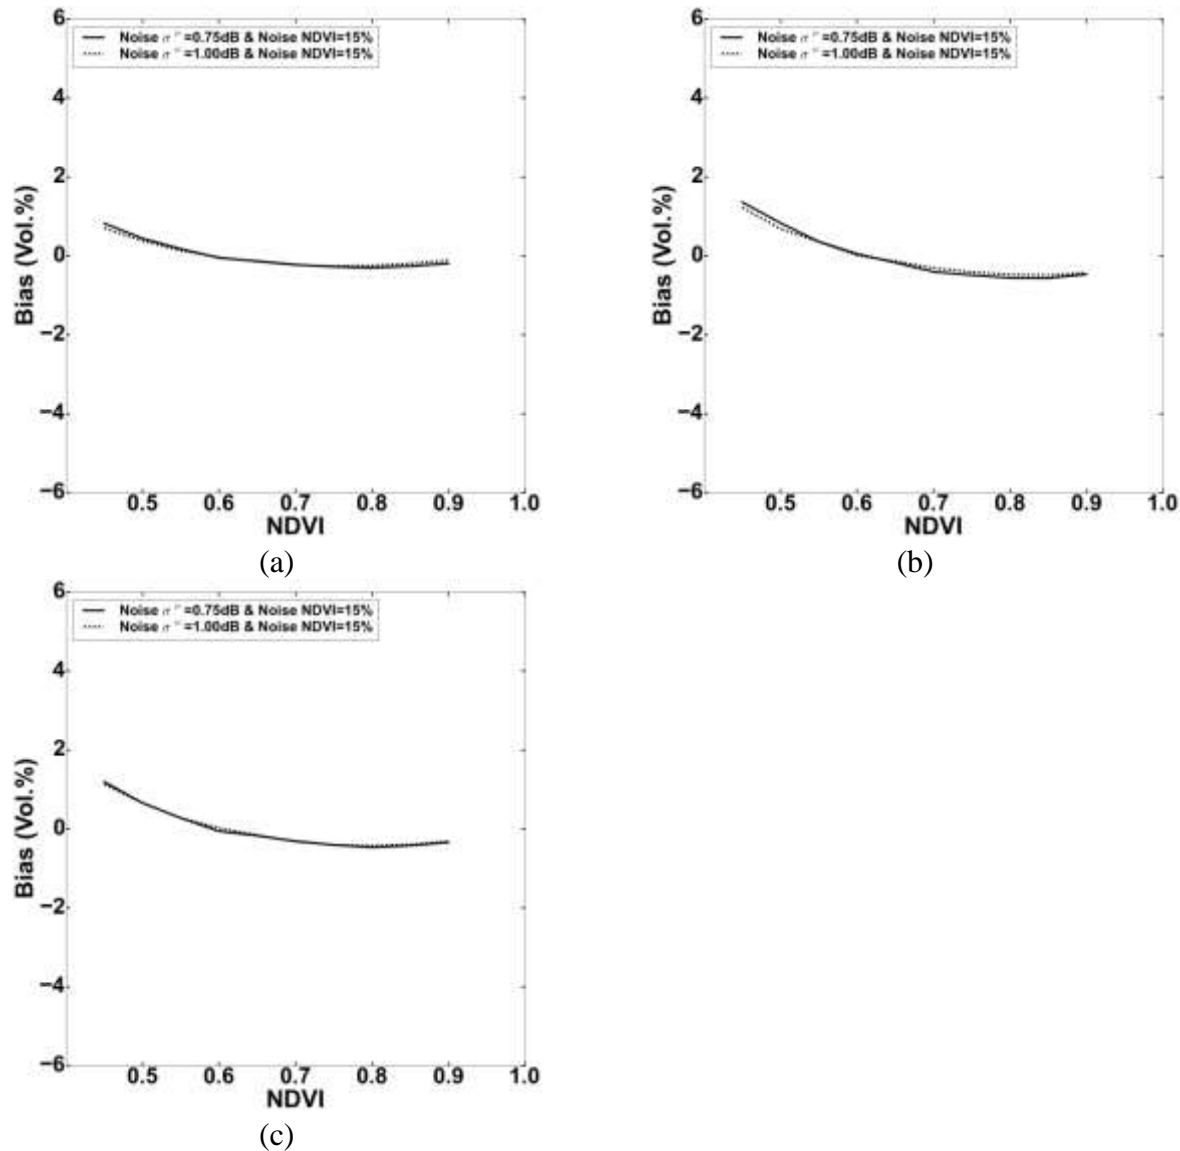 6
4
2
0
−2
−4
−6
Bias (Vol.%)
Noise σ° =0.75dB & Noise NDVI=15%
Noise σ° =1.00dB & Noise NDVI=15%
0.5 0.6 0.7 0.8 0.9 1.0
NDVI
(a)
6
4
2
0
−2
−4
−6
Bias (Vol.%)
Noise σ° =0.75dB & Noise NDVI=15%
Noise σ° =1.00dB & Noise NDVI=15%
0.5 0.6 0.7 0.8 0.9 1.0
NDVI
(b)
6
4
2
0
−2
−4
−6
Bias (Vol.%)
Noise σ° =0.75dB & Noise NDVI=15%
Noise σ° =1.00dB & Noise NDVI=15%
0.5 0.6 0.7 0.8 0.9 1.0
NDVI
(c)